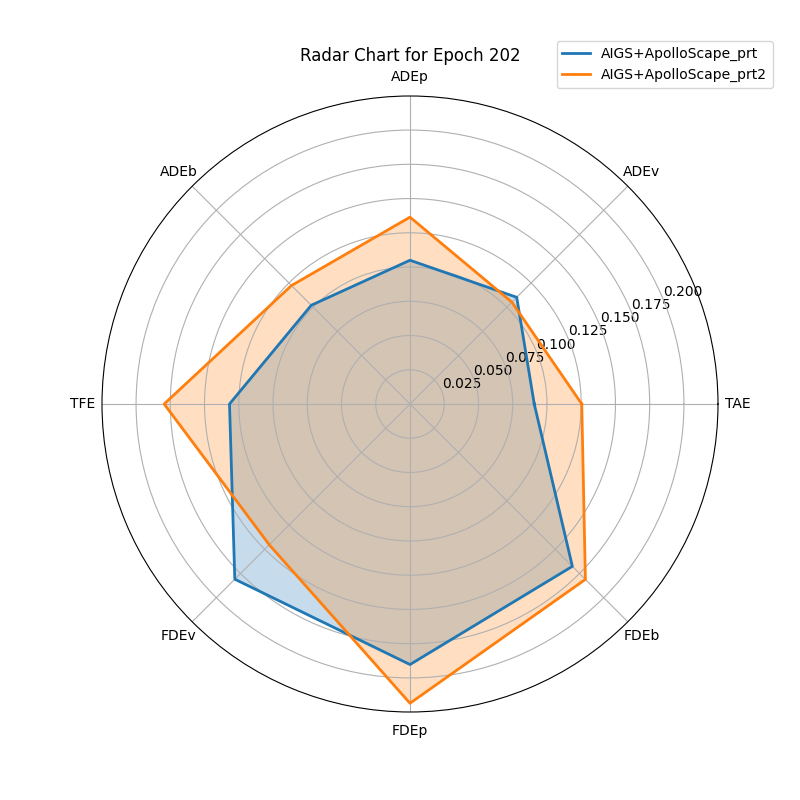 Radar Chart for Epoch 202
AIGS+ApolloScape_prt
AIGS+ApolloScape_prt2
ADEp
ADEb
ADEv
0.200
0.175
0.150
0.125
0.100
0.075
0.050
0.025
TFE
TAE
FDEv
FDEb
FDEp